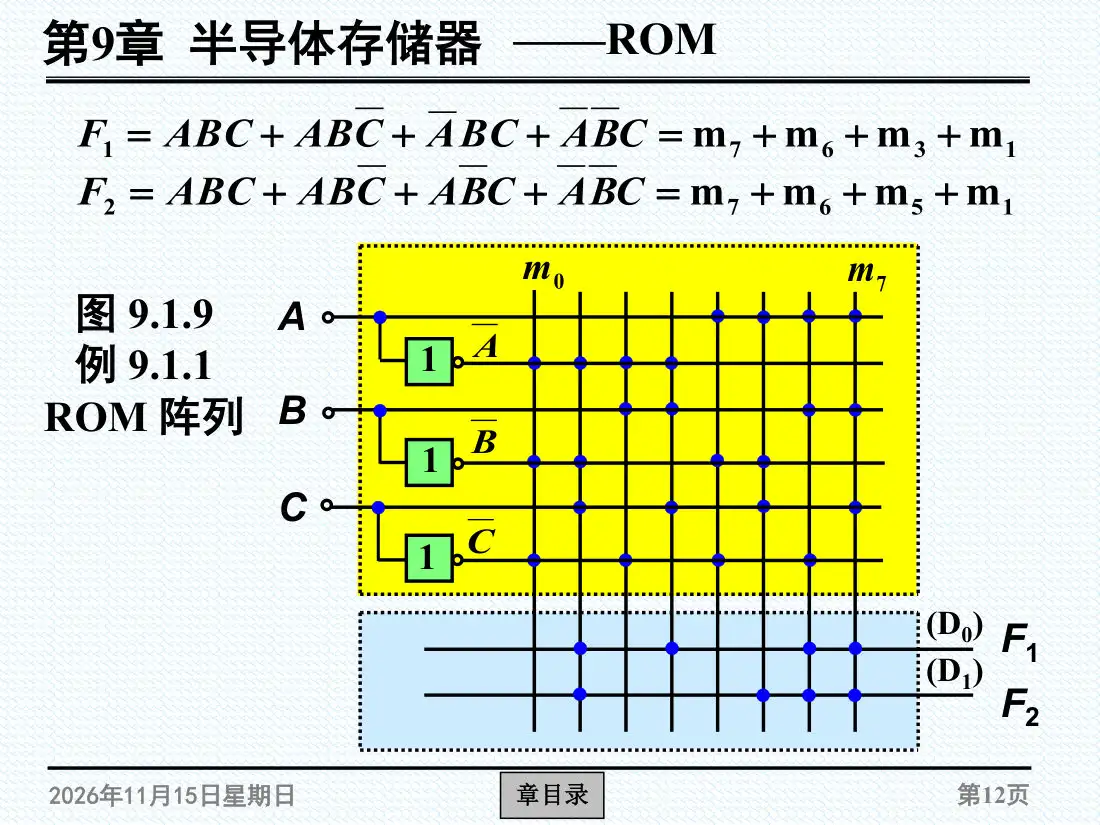 第9章 半导体存储器 ——ROM
F₁ = ABC + ABC̅ + A̅BC + A̅B̅C = m₇ + m₆ + m₃ + m₁
F₂ = ABC + ABC̅ + AB̅C + A̅B̅C = m₇ + m₆ + m₅ + m₁
m₀ m₇
图 9.1.9
例 9.1.1
ROM 阵列
A
1 A̅
B
1 B̅
C
1 C̅
(D₀) F₁
(D₁) F₂
2026年11月15日星期日
章目录
第12页